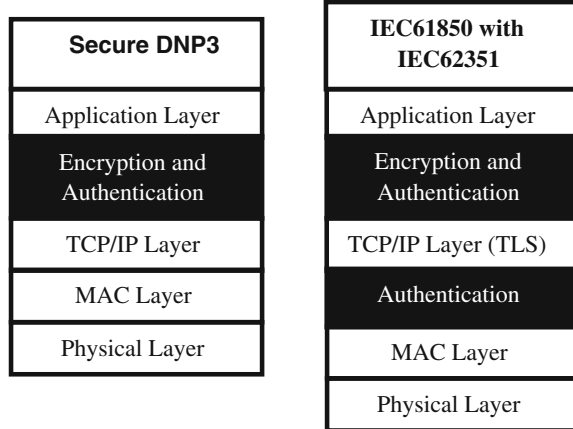 Secure DNP3
Application Layer
Encryption and
Authentication
TCP/IP Layer
MAC Layer
Physical Layer
IEC61850 with
IEC62351
Application Layer
Encryption and
Authentication
TCP/IP Layer (TLS)
Authentication
MAC Layer
Physical Layer